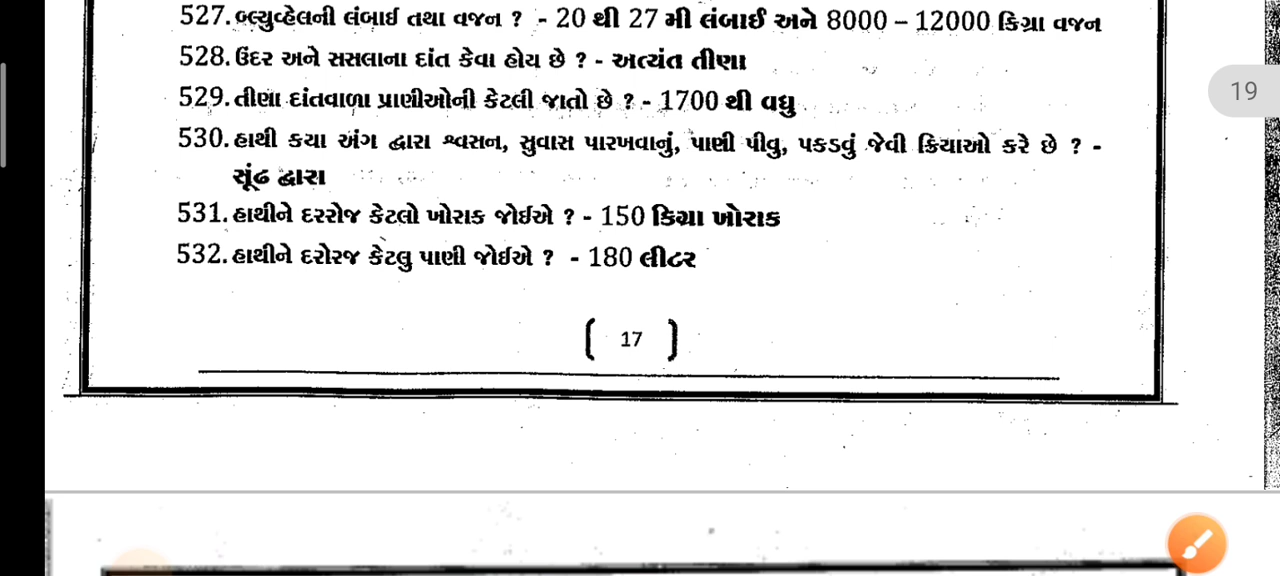 527. બ્લ્યુવ્હેલની લંબાઈ તથા વજન ? - 20 થી 27 મી લંબાઈ અને 8000 – 12000 કિગ્રા વજન
528. ઉંદર અને સસલાના દાંત કેવા હોય છે ? - અત્યંત તીણા
529. તીણા દાંતવાળા પ્રાણીઓની કેટલી જાતો છે ? - 1700 થી વધુ
19
530. હાથી કયા અંગ દ્વારા શ્વસન, સુવાસ પારખવાનું, પાણી પીવુ, પકડવું જેવી ક્રિયાઓ કરે છે ? -
સૂંઢ દ્વારા
531. હાથીને દરરોજ કેટલો ખોરાક જોઈએ ? - 150 કિગ્રા ખોરાક
532. હાથીને દરોરજ કેટલુ પાણી જોઈએ ? - 180 લીટર
( 17 )